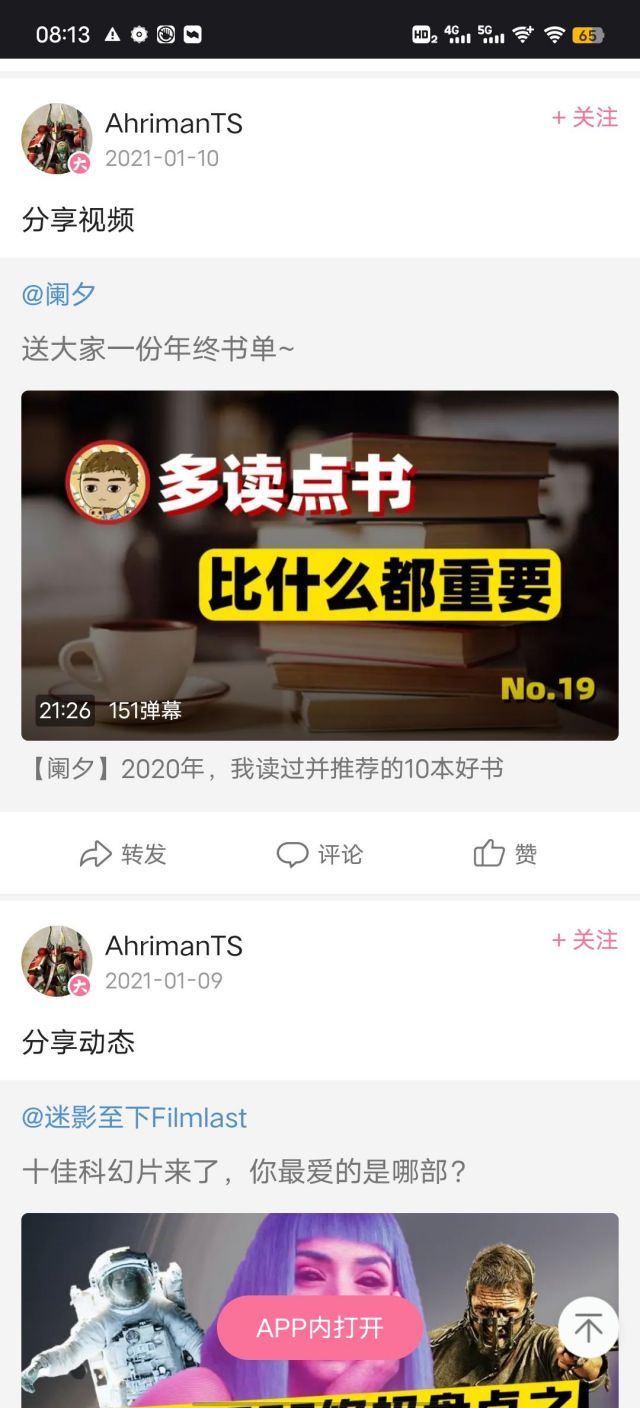 08:13 HD2 4G 5G 65
AhrimanTS
+ 关注
大
2021-01-10
分享视频
@阑夕
送大家一份年终书单~
多读点书
比什么都重要
No.19
21:26 151弹幕
【阑夕】2020年，我读过并推荐的10本好书
转发 评论 赞
AhrimanTS
+ 关注
大
2021-01-09
分享动态
@迷影至下Filmlast
十佳科幻片来了，你最爱的是哪部？
APP内打开